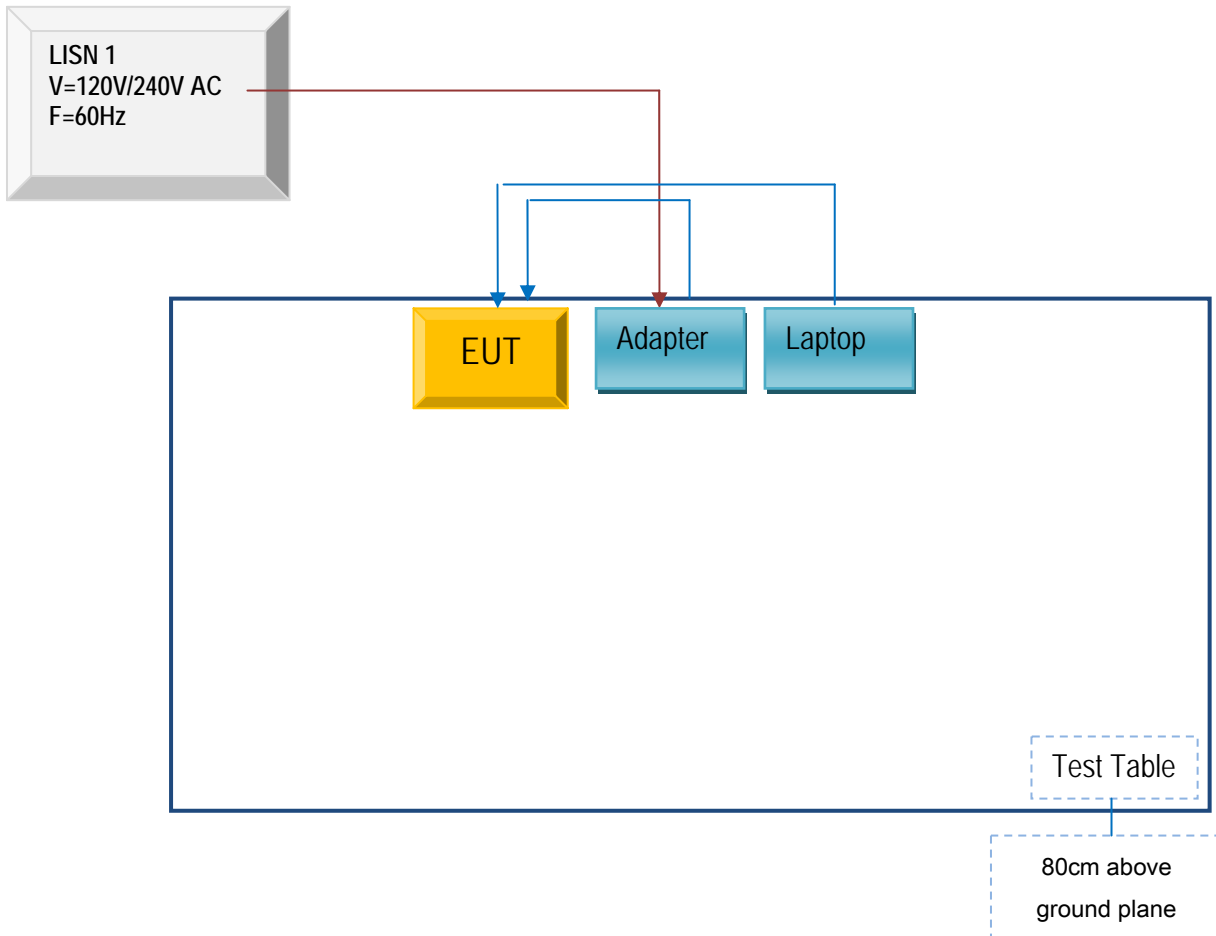 LISN 1
V=120V/240V AC
F=60Hz
EUT
Adapter
Laptop
Test Table
80cm above
ground plane